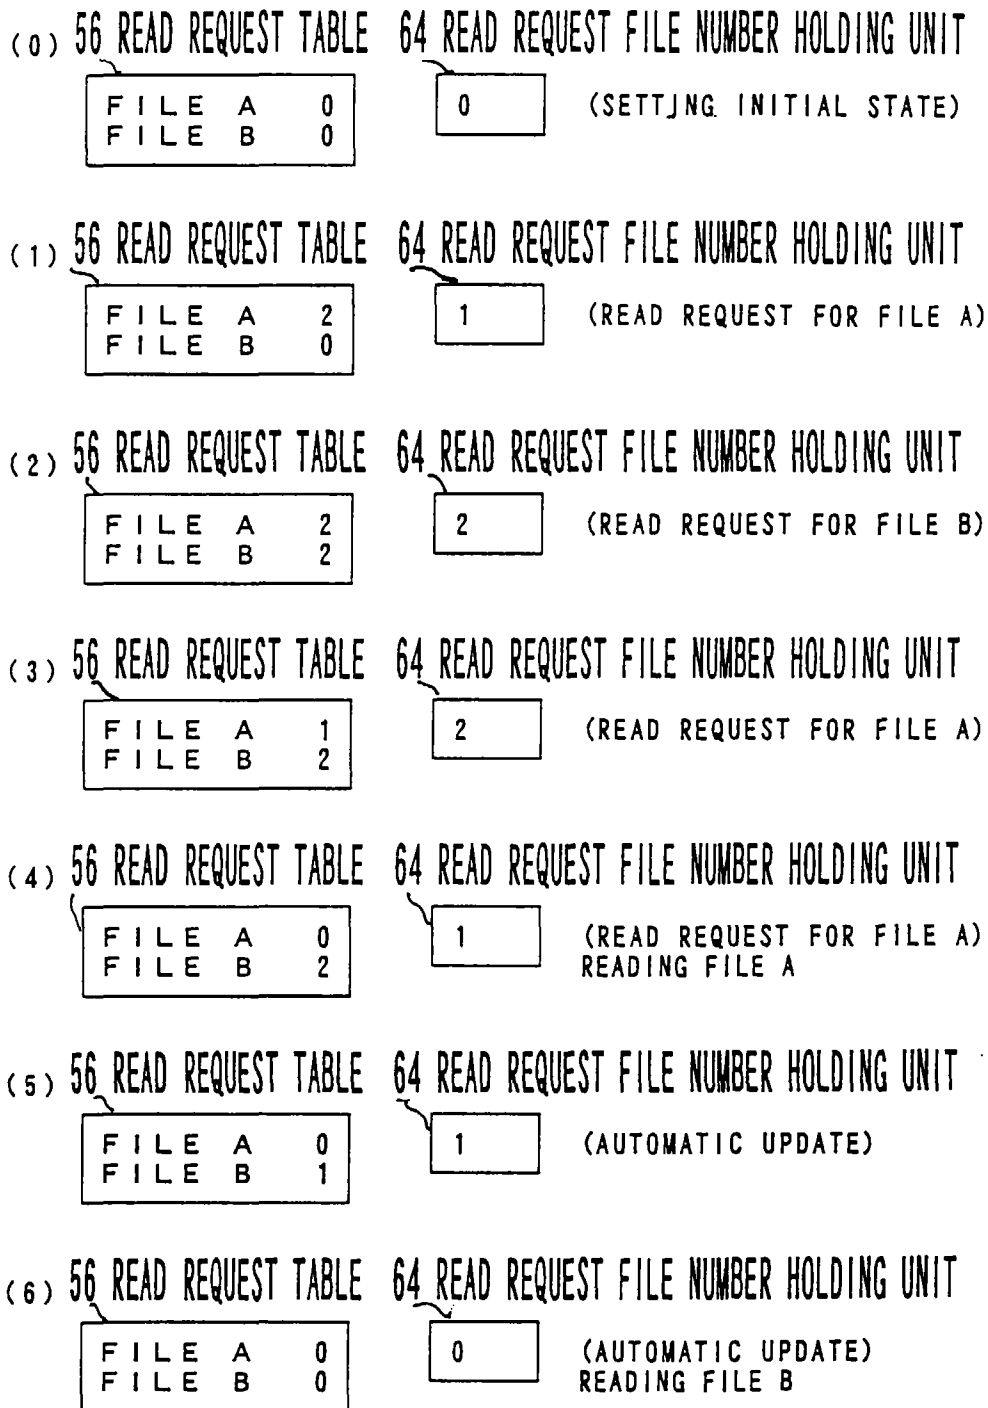 (0) 56 READ REQUEST TABLE 64 READ REQUEST FILE NUMBER HOLDING UNIT
FILE A 0 0 (SETTING INITIAL STATE)
FILE B 0
(1) 56 READ REQUEST TABLE 64 READ REQUEST FILE NUMBER HOLDING UNIT
FILE A 2 1 (READ REQUEST FOR FILE A)
FILE B 0
(2) 56 READ REQUEST TABLE 64 READ REQUEST FILE NUMBER HOLDING UNIT
FILE A 2 2 (READ REQUEST FOR FILE B)
FILE B 2
(3) 56 READ REQUEST TABLE 64 READ REQUEST FILE NUMBER HOLDING UNIT
FILE A 1 2 (READ REQUEST FOR FILE A)
FILE B 2
(4) 56 READ REQUEST TABLE 64 READ REQUEST FILE NUMBER HOLDING UNIT
FILE A 0 1 (READ REQUEST FOR FILE A)
FILE B 2 READING FILE A
(5) 56 READ REQUEST TABLE 64 READ REQUEST FILE NUMBER HOLDING UNIT
FILE A 0 1 (AUTOMATIC UPDATE)
FILE B 1
(6) 56 READ REQUEST TABLE 64 READ REQUEST FILE NUMBER HOLDING UNIT
FILE A 0 0 (AUTOMATIC UPDATE)
FILE B 0 READING FILE B